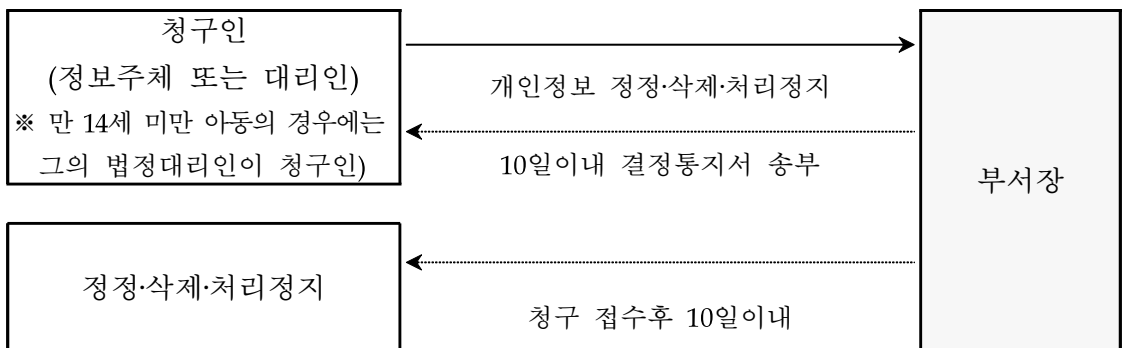 청구인
(정보주체 또는 대리인)
※ 만 14세 미만 아동의 경우에는
그의 법정대리인이 청구인)
개인정보 정정·삭제·처리정지
10일이내 결정통지서 송부
부서장
정정·삭제·처리정지
청구 접수후 10일이내